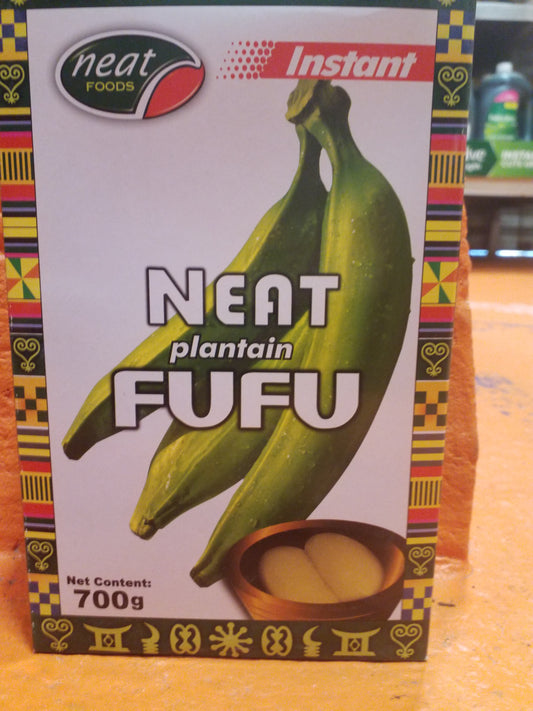 neat
FOODS
Instant
NEAT
plantain
FUFU
Net Content:
700g